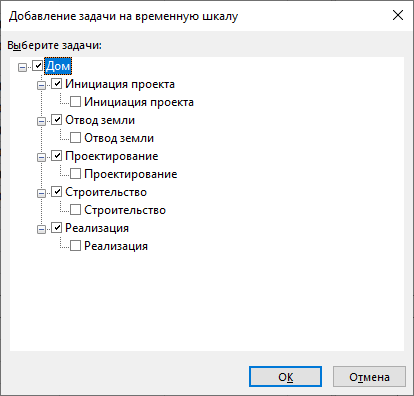 Добавление задачи на временную шкалу
Выберите задачи:
Дом
Инициация проекта
Инициация проекта
Отвод земли
Отвод земли
Проектирование
Проектирование
Строительство
Строительство
Реализация
Реализация
ОК
Отмена